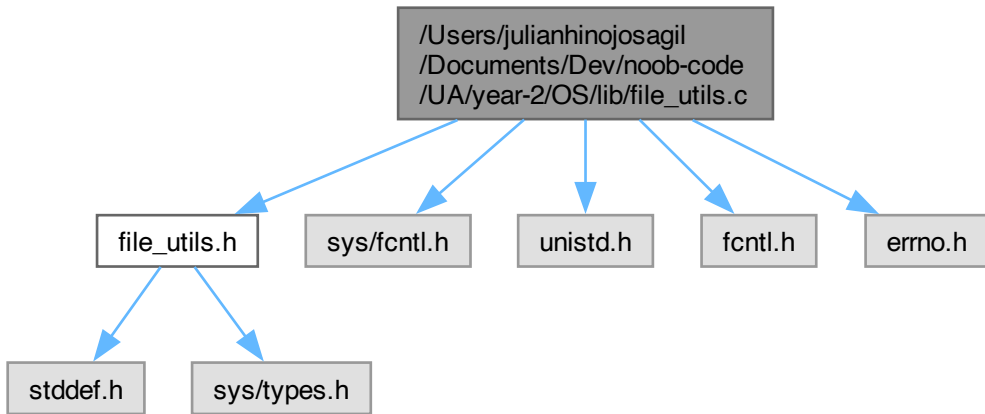 /Users/julianhinojosagil
/Documents/Dev/noob-code
/UA/year-2/OS/lib/file_utils.c
file_utils.h
sys/fcntl.h
unistd.h
fcntl.h
errno.h
stddef.h
sys/types.h